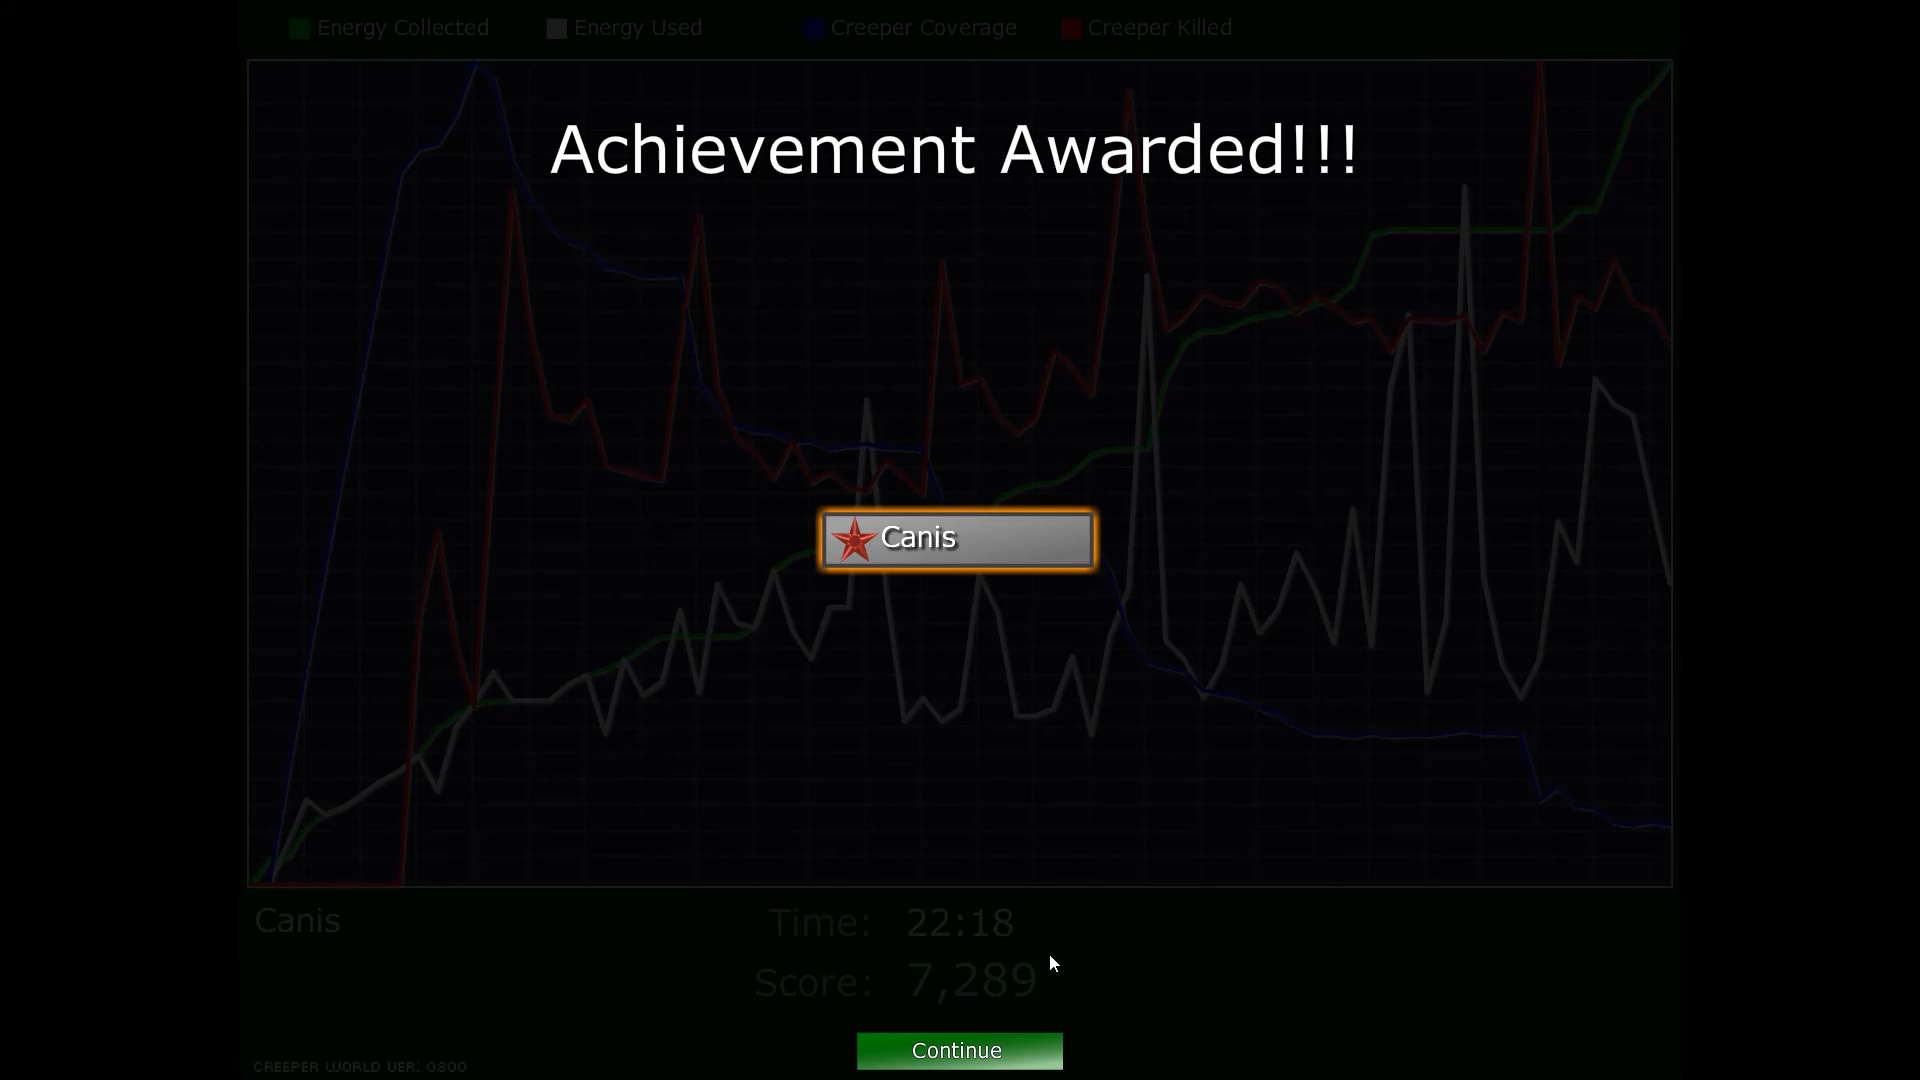 Energy Collected
Energy Used
Creeper Coverage
Creeper Killed
Achievement Awarded!!!
Canis
Canis
Time: 22:18
Score: 7,289
Continue
CREEPER WORLD VER: 0800